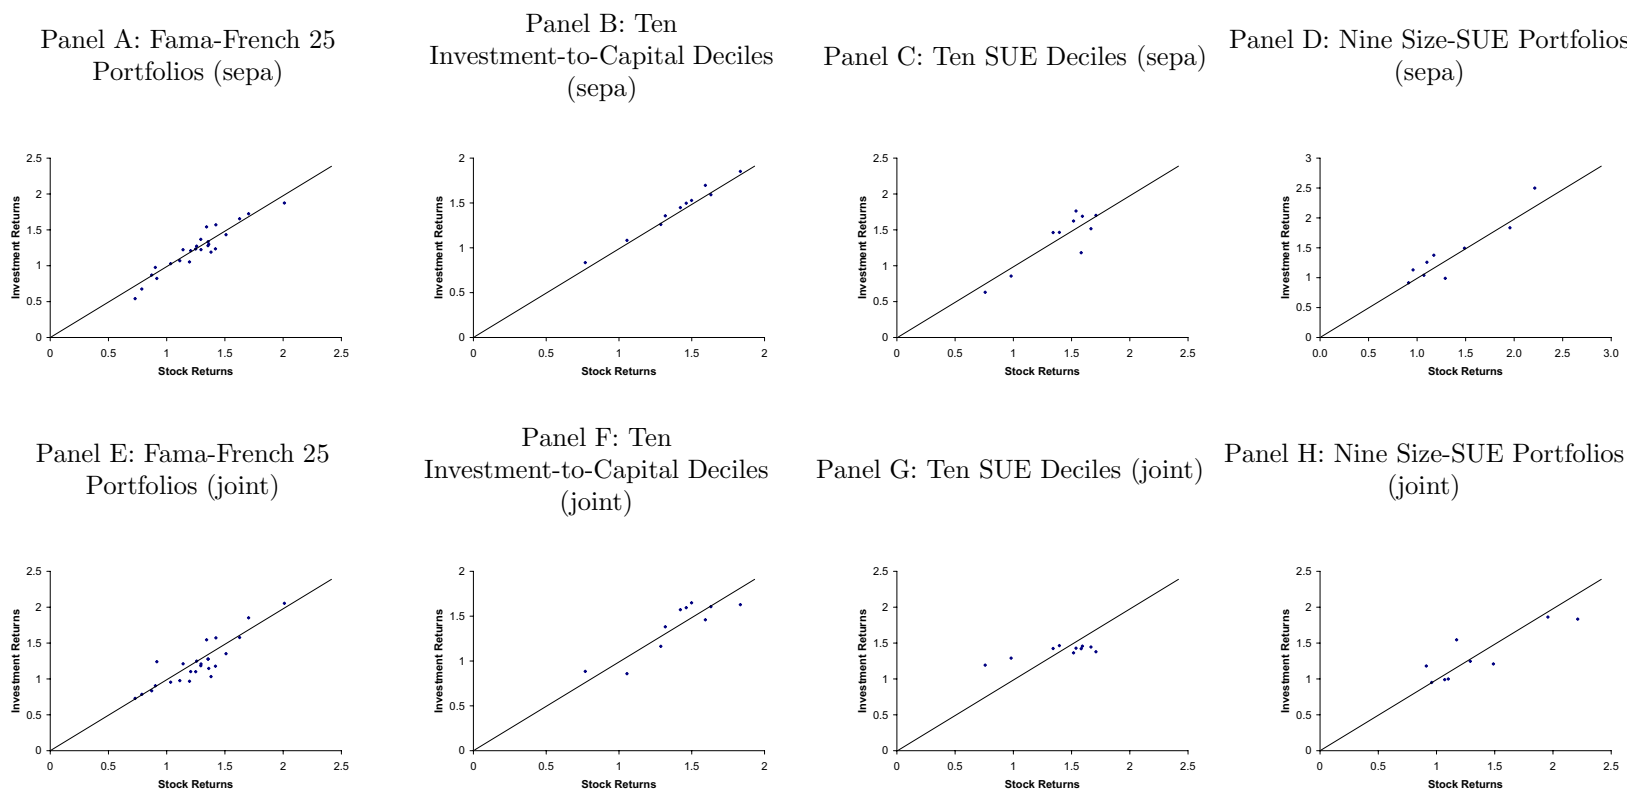 Panel A: Fama-French 25
Portfolios (sepa)
Panel B: Ten
Investment-to-Capital Deciles
(sepa)
Panel C: Ten SUE Deciles (sepa)
Panel D: Nine Size-SUE Portfolios
(sepa)
2.5
2
1.5
1
0.5
0
Investment Returns
0 0.5 1 1.5 2 2.5
Stock Returns
2
1.5
1
0.5
0
Investment Returns
0 0.5 1 1.5 2
Stock Returns
2.5
2
1.5
1
0.5
0
Investment Returns
0 0.5 1 1.5 2 2.5
Stock Returns
3
2.5
2
1.5
1
0.5
0
Investment Returns
0.0 0.5 1.0 1.5 2.0 2.5 3.0
Stock Returns
Panel E: Fama-French 25
Portfolios (joint)
Panel F: Ten
Investment-to-Capital Deciles
(joint)
Panel G: Ten SUE Deciles (joint)
Panel H: Nine Size-SUE Portfolios
(joint)
2.5
2
1.5
1
0.5
0
Investment Returns
0 0.5 1 1.5 2 2.5
Stock Returns
2
1.5
1
0.5
0
Investment Returns
0 0.5 1 1.5 2
Stock Returns
2.5
2
1.5
1
0.5
0
Investment Returns
0 0.5 1 1.5 2 2.5
Stock Returns
2.5
2
1.5
1
0.5
0
Investment Returns
0 0.5 1 1.5 2 2.5
Stock Returns